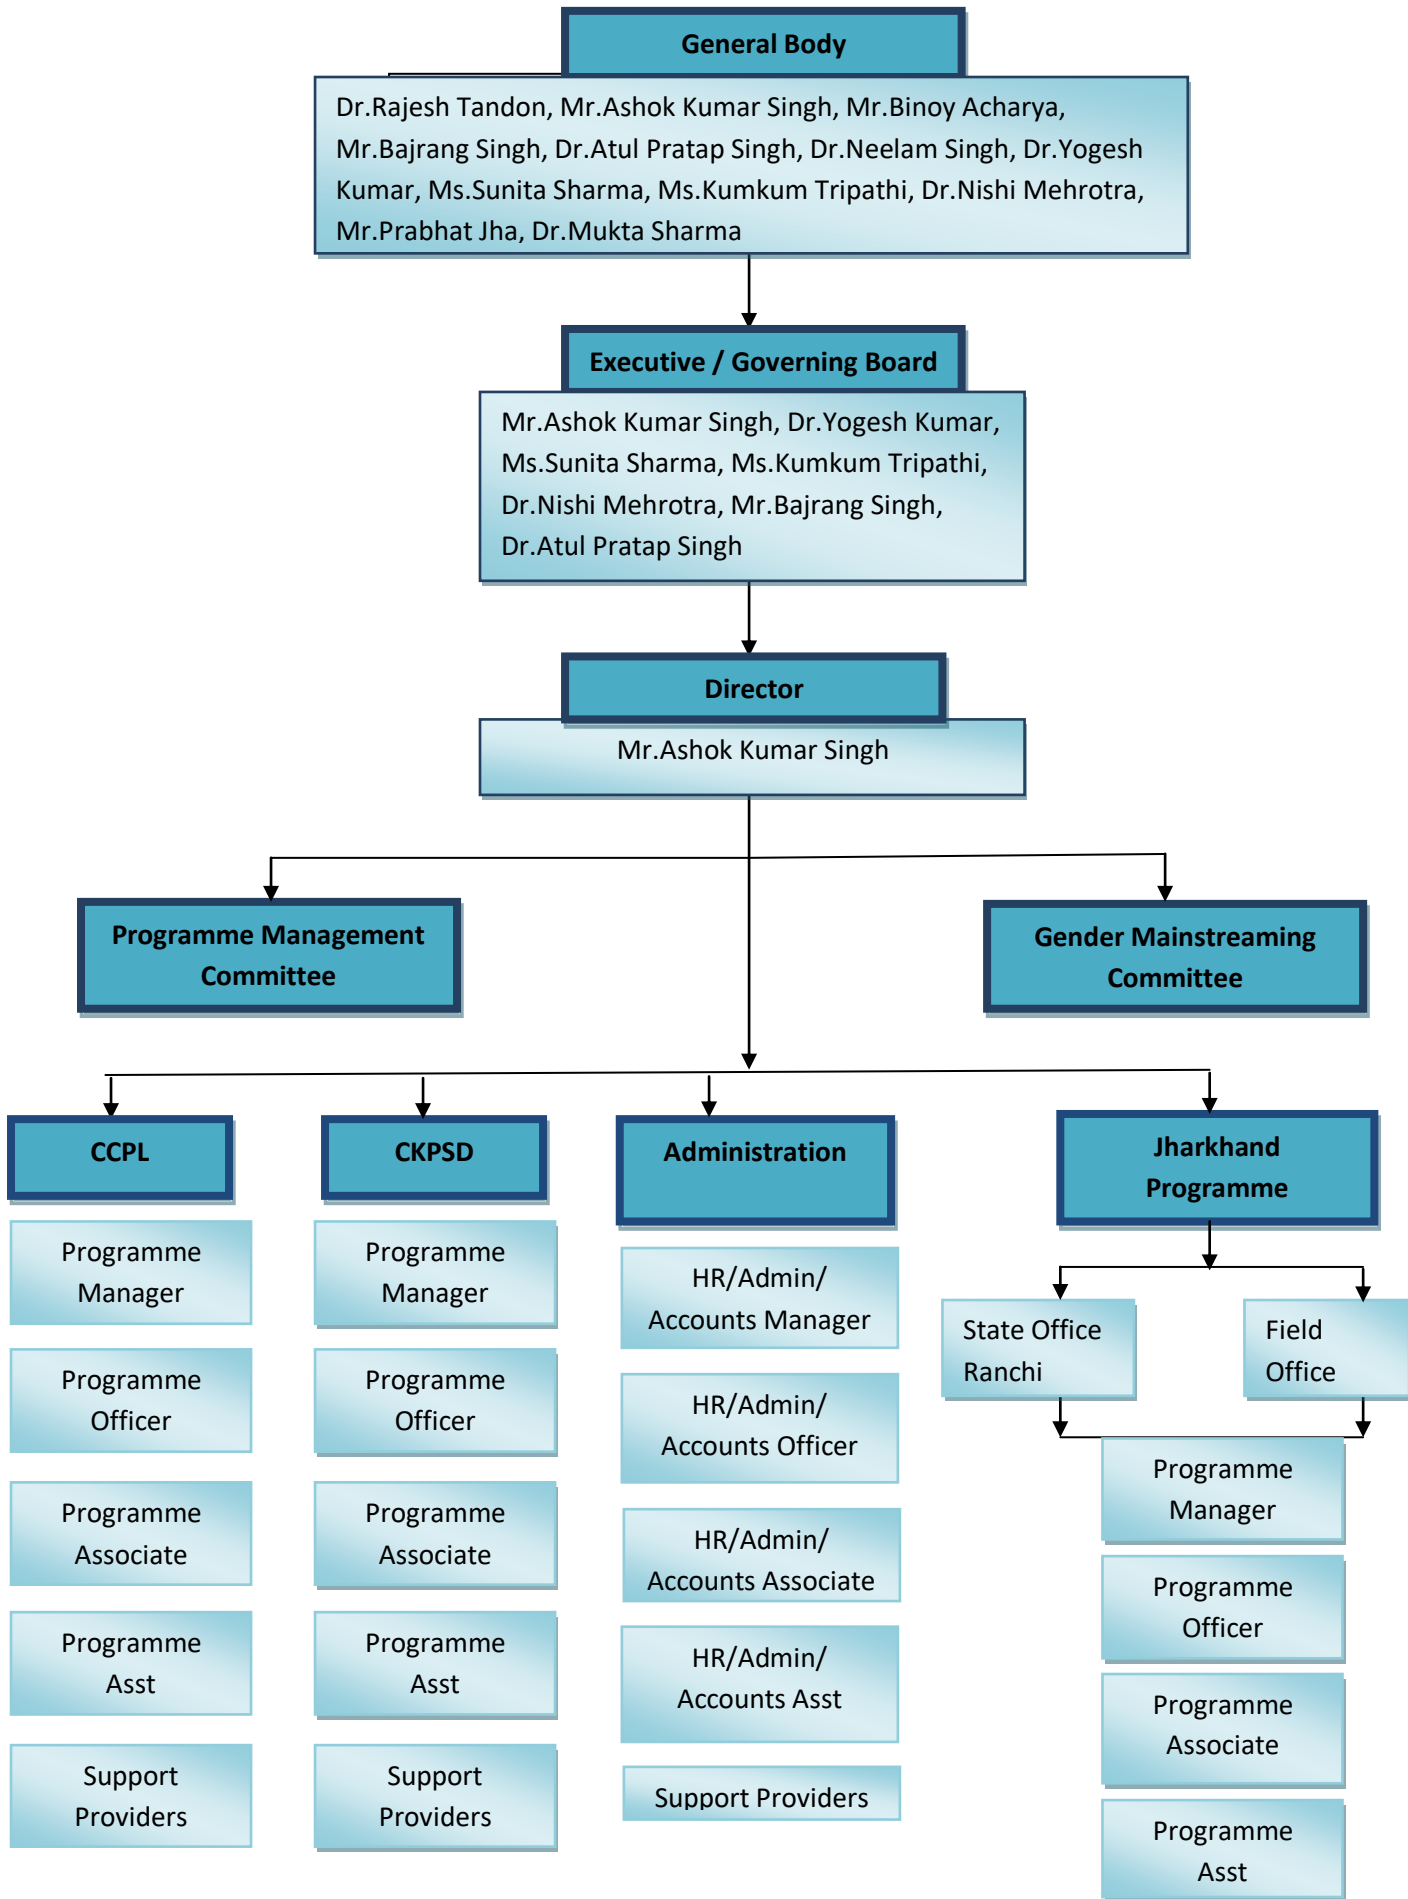 General Body
Dr.Rajesh Tandon, Mr.Ashok Kumar Singh, Mr.Binoy Acharya,
Mr.Bajrang Singh, Dr.Atul Pratap Singh, Dr.Neelam Singh, Dr.Yogesh
Kumar, Ms.Sunita Sharma, Ms.Kumkum Tripathi, Dr.Nishi Mehrotra,
Mr.Prabhat Jha, Dr.Mukta Sharma
Executive / Governing Board
Mr.Ashok Kumar Singh, Dr.Yogesh Kumar,
Ms.Sunita Sharma, Ms.Kumkum Tripathi,
Dr.Nishi Mehrotra, Mr.Bajrang Singh,
Dr.Atul Pratap Singh
Director
Mr.Ashok Kumar Singh
Programme Management
Committee
Gender Mainstreaming
Committee
CCPL
Programme
Manager
Programme
Officer
Programme
Associate
Programme
Asst
Support
Providers
CKPSD
Programme
Manager
Programme
Officer
Programme
Associate
Programme
Asst
Support
Providers
Administration
HR/Admin/
Accounts Manager
HR/Admin/
Accounts Officer
HR/Admin/
Accounts Associate
HR/Admin/
Accounts Asst
Support Providers
Jharkhand
Programme
State Office
Ranchi
Field
Office
Programme
Manager
Programme
Officer
Programme
Associate
Programme
Asst